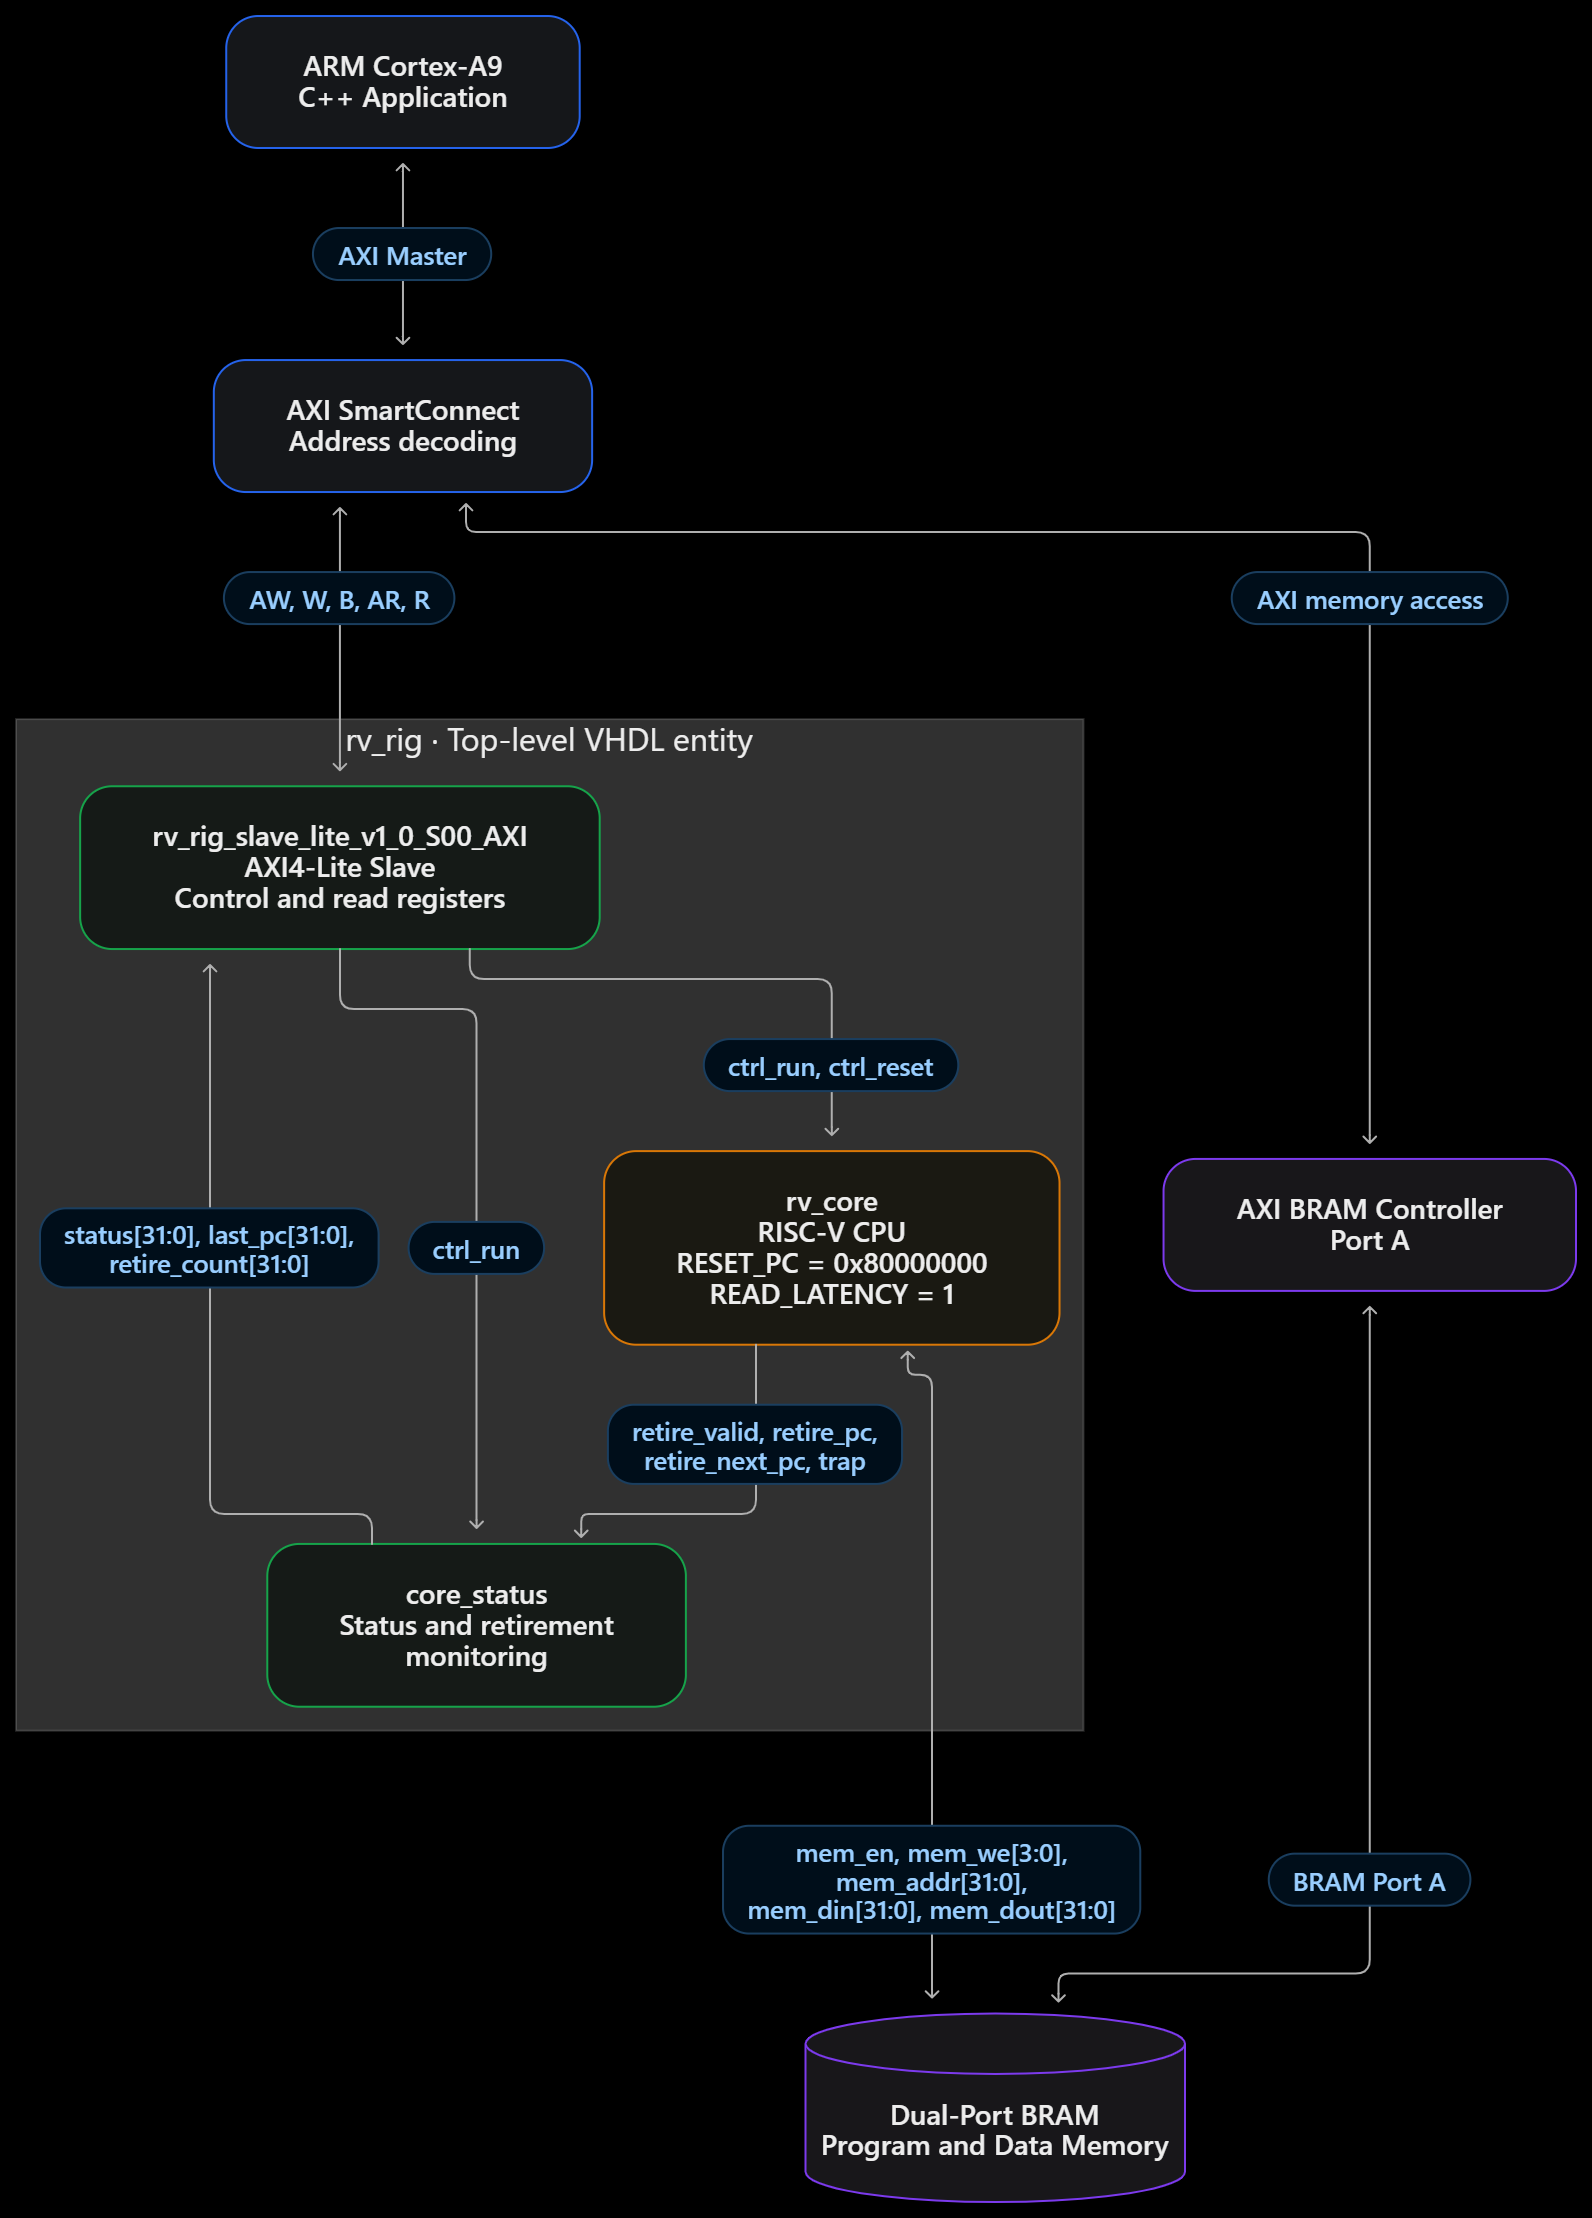 ARM Cortex-A9
C++ Application
AXI Master
AXI SmartConnect
Address decoding
AW, W, B, AR, R
AXI memory access
rv_rig · Top-level VHDL entity
rv_rig_slave_lite_v1_0_S00_AXI
AXI4-Lite Slave
Control and read registers
ctrl_run, ctrl_reset
status[31:0], last_pc[31:0],
retire_count[31:0]
ctrl_run
rv_core
RISC-V CPU
RESET_PC = 0x80000000
READ_LATENCY = 1
AXI BRAM Controller
Port A
retire_valid, retire_pc,
retire_next_pc, trap
core_status
Status and retirement
monitoring
mem_en, mem_we[3:0],
mem_addr[31:0],
mem_din[31:0], mem_dout[31:0]
BRAM Port A
Dual-Port BRAM
Program and Data Memory